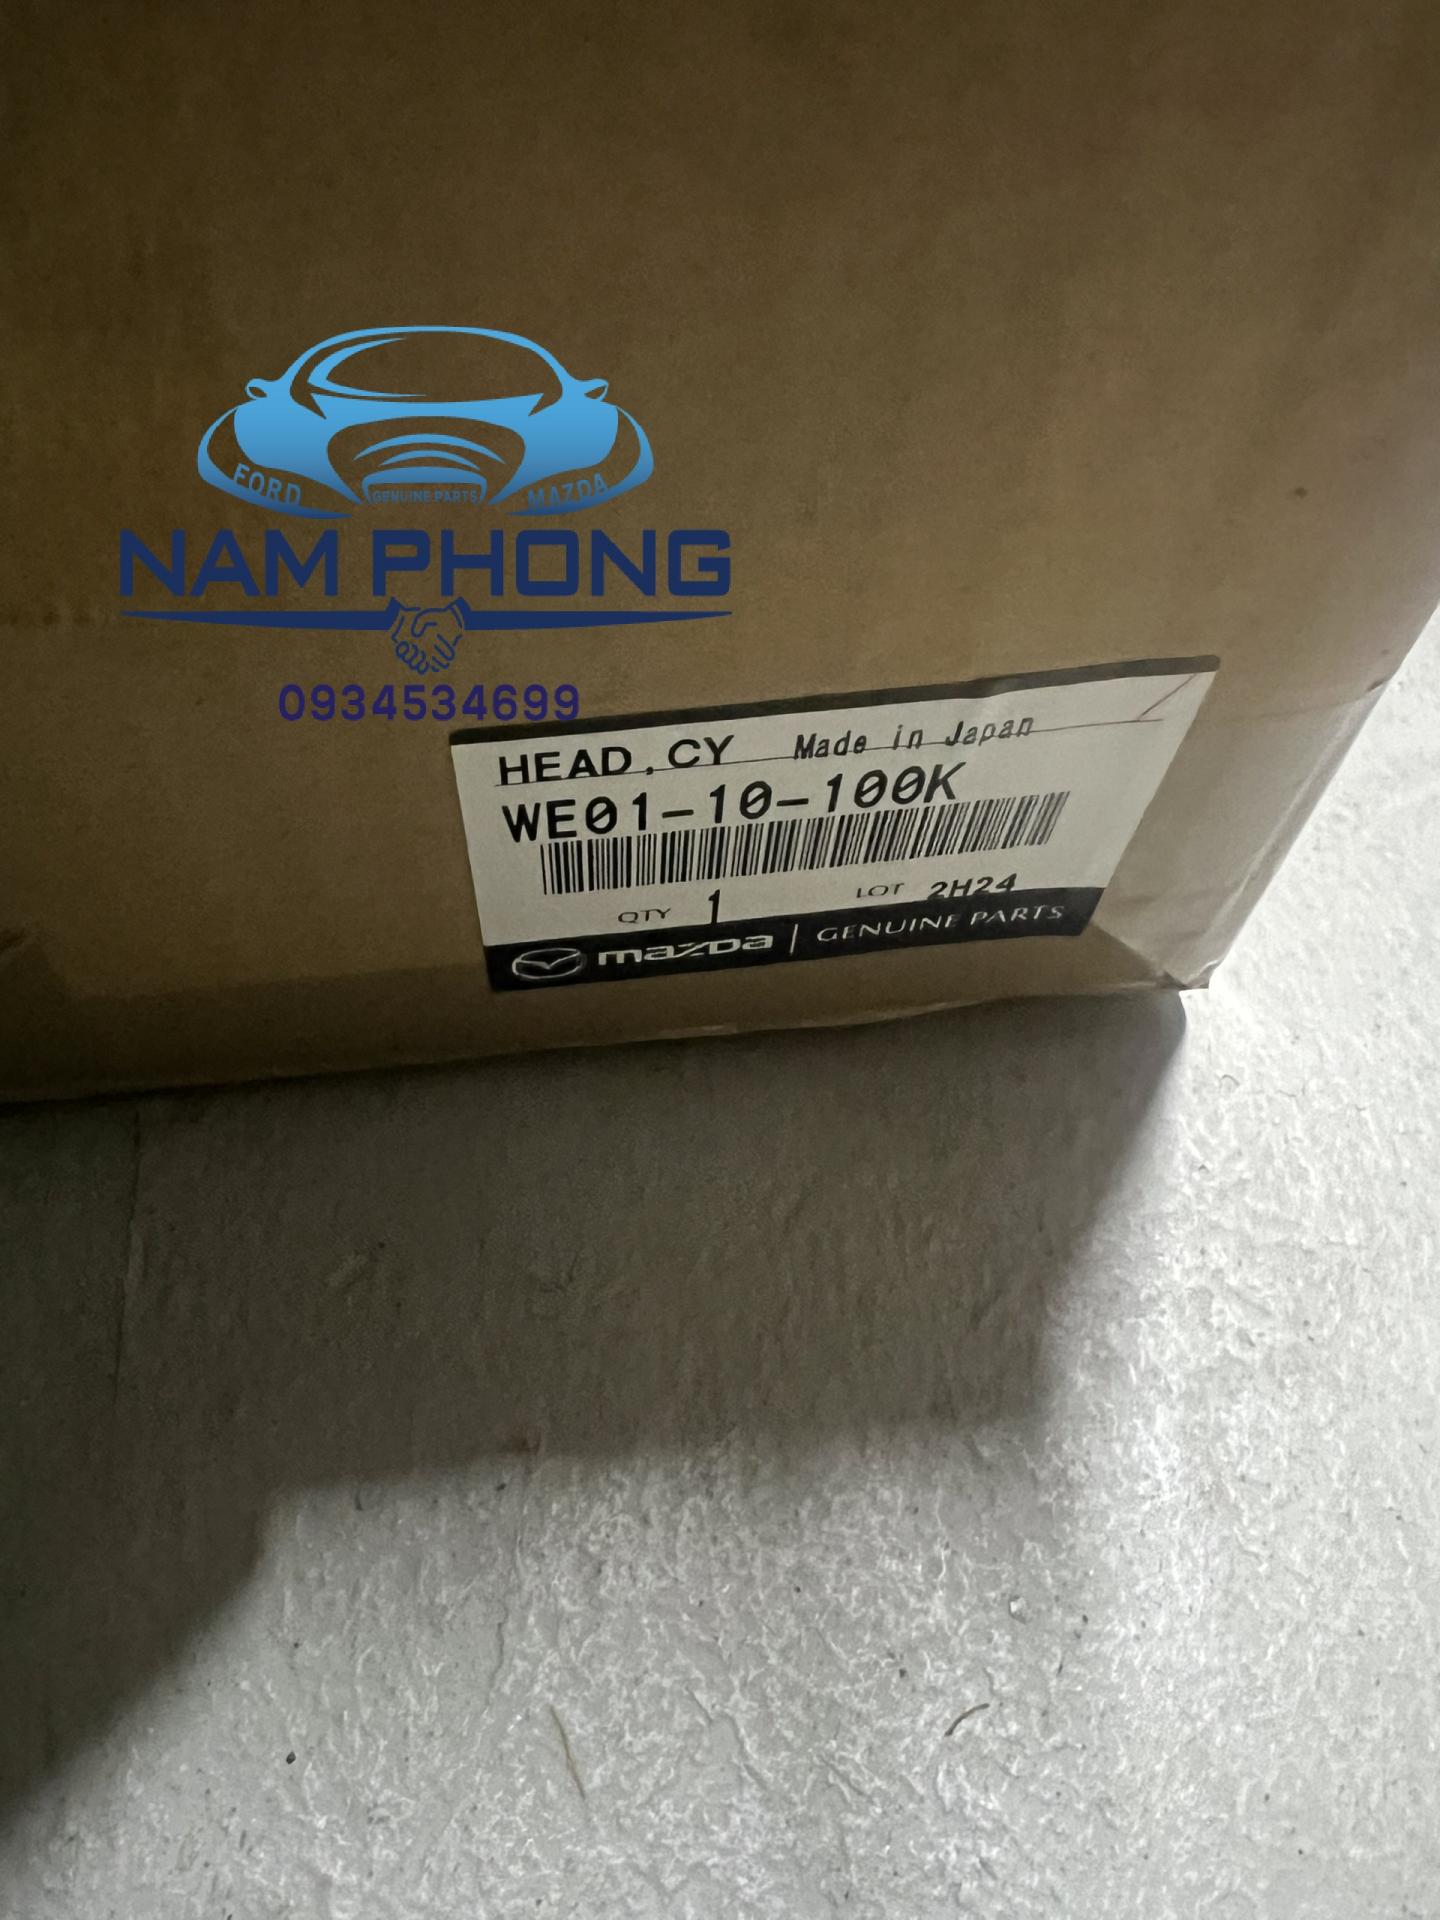 FORD
GENUINE PARTS
MAZDA
NAM PHONG
0934534699
HEAD, CY Made in Japan
WE01-10-100K
QTY 1 LOT 2H24
mazda | GENUINE PARTS